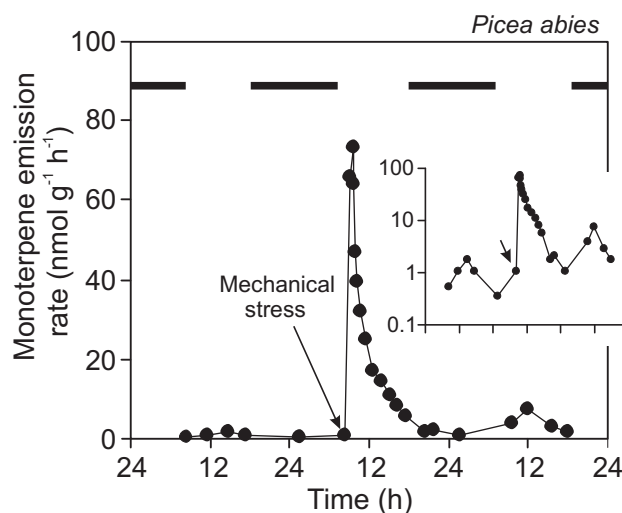 Picea abies
100
80
60
40
20
0
Monoterpene emission
rate (nmol g⁻¹ h⁻¹)
Mechanical
stress
100
10
1
0.1
24 12 24 12 24 12 24
Time (h)